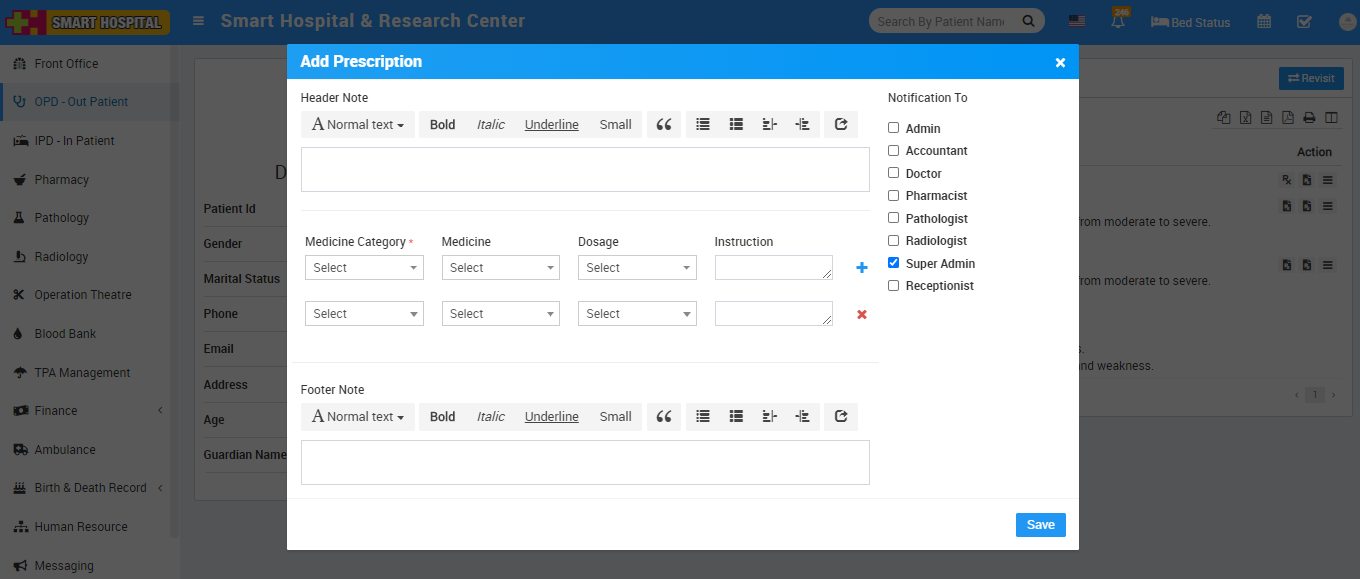 SMART HOSPITAL
Smart Hospital & Research Center
Search By Patient Name
245
Bed Status
Front Office
OPD - Out Patient
IPD - In Patient
Pharmacy
Pathology
Radiology
Operation Theatre
Blood Bank
TPA Management
Finance
Ambulance
Birth & Death Record
Human Resource
Messaging
D
Patient Id
Gender
Marital Status
Phone
Email
Address
Age
Guardian Name
Add Prescription
×
Header Note
A Normal text Bold Italic Underline Small
Medicine Category * Medicine Dosage Instruction
Select Select Select
Select Select Select
Footer Note
A Normal text Bold Italic Underline Small
Notification To
Admin
Accountant
Doctor
Pharmacist
Pathologist
Radiologist
Super Admin
Receptionist
Save
Revisit
Action
from moderate to severe.
from moderate to severe.
s.
nd weakness.
‹ 1 ›